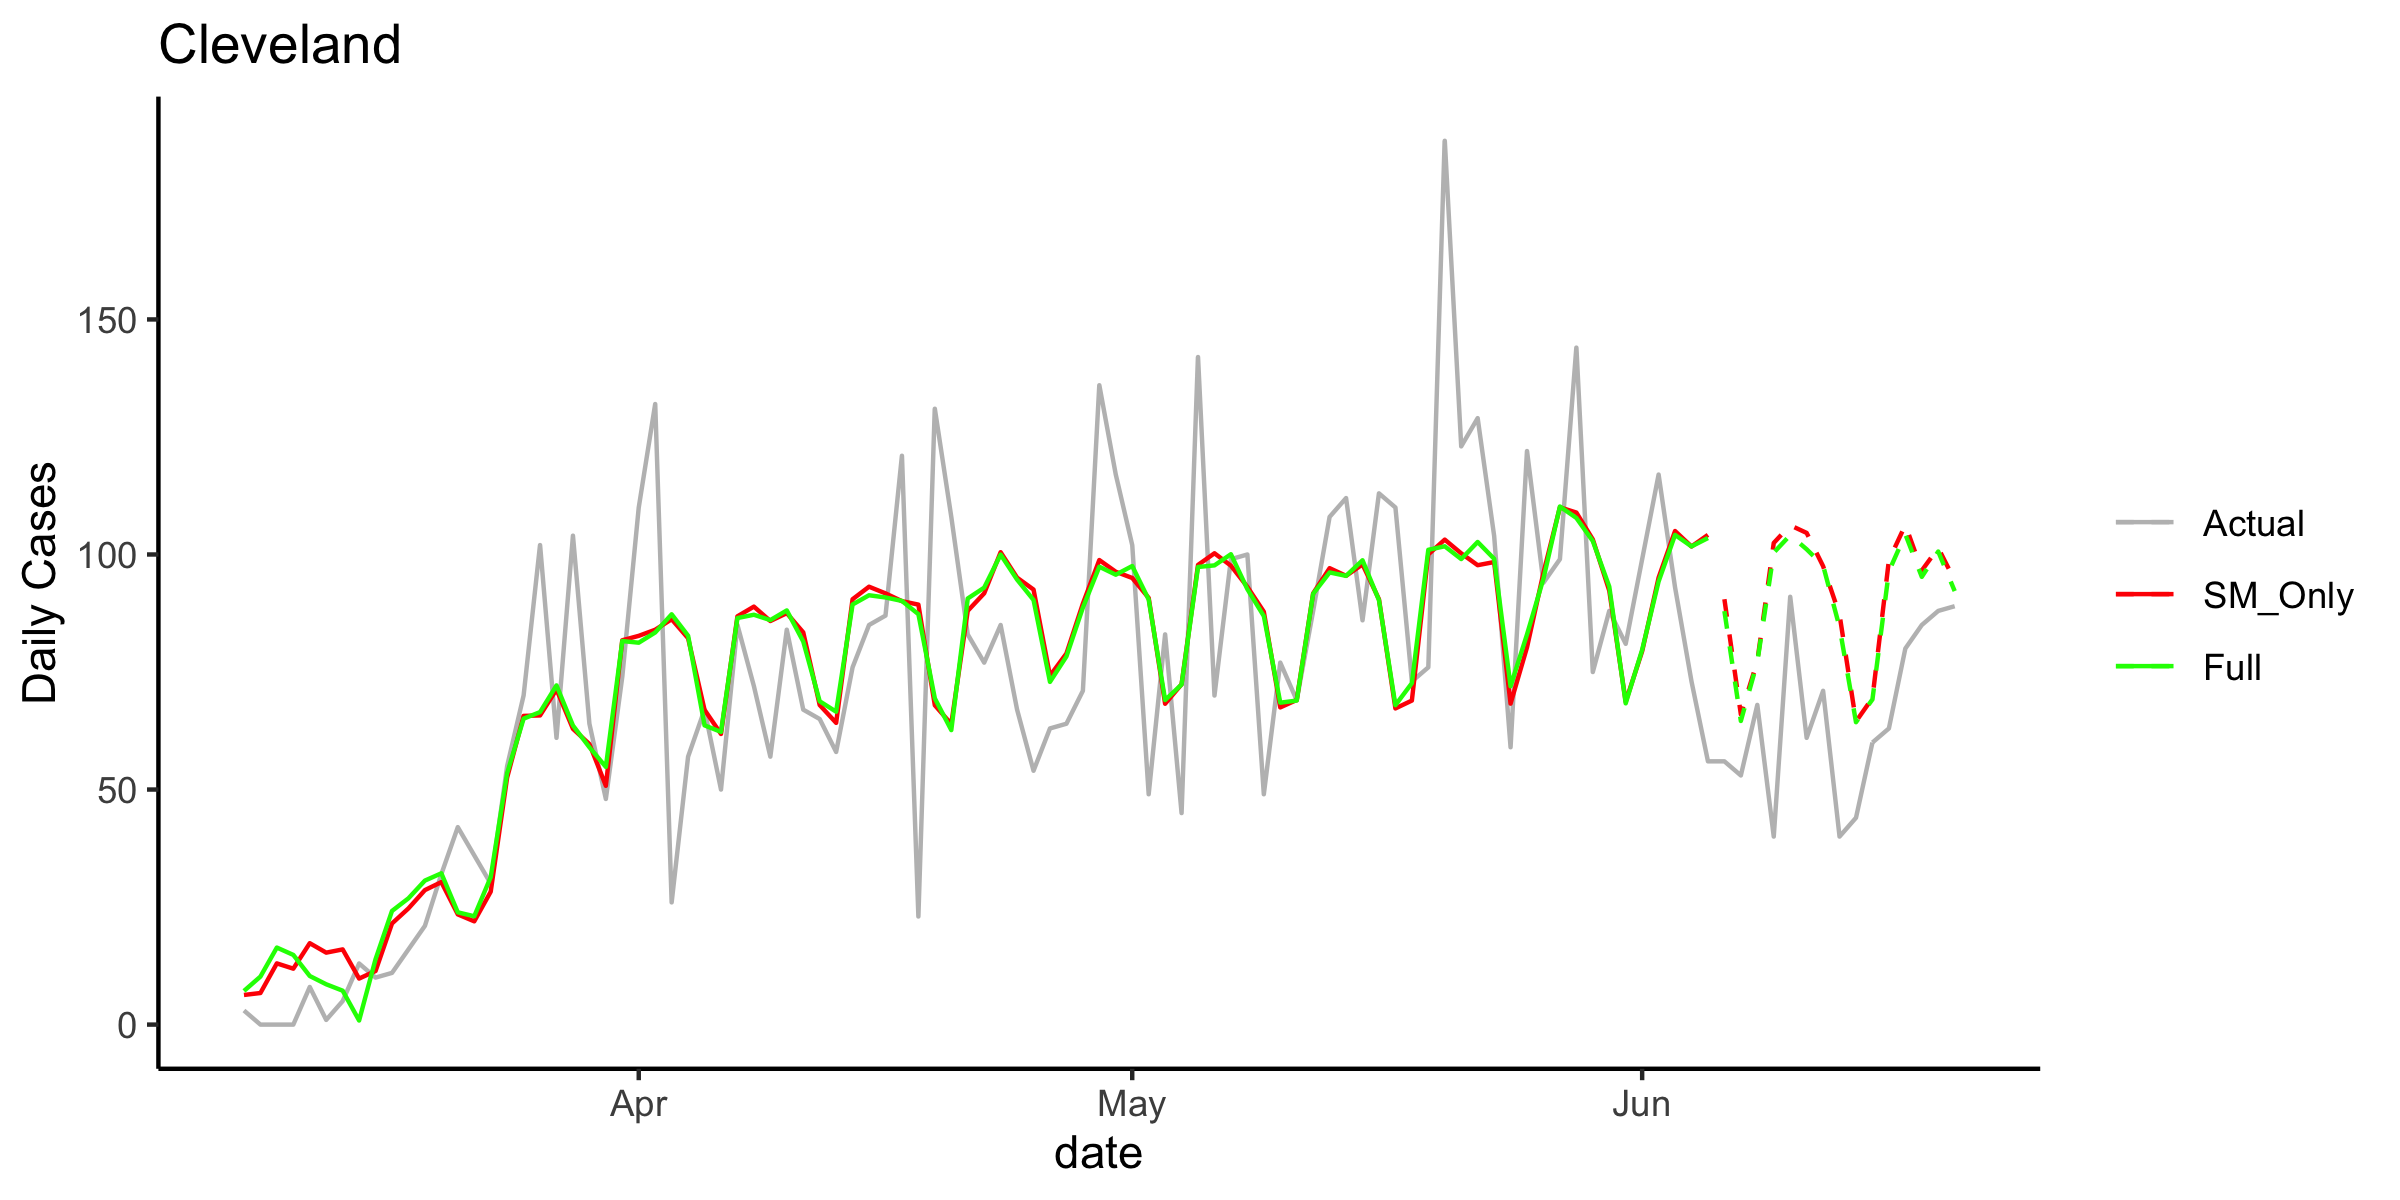 Cleveland
Daily Cases
150
100
50
0
Apr
May
Jun
date
Actual
SM_Only
Full